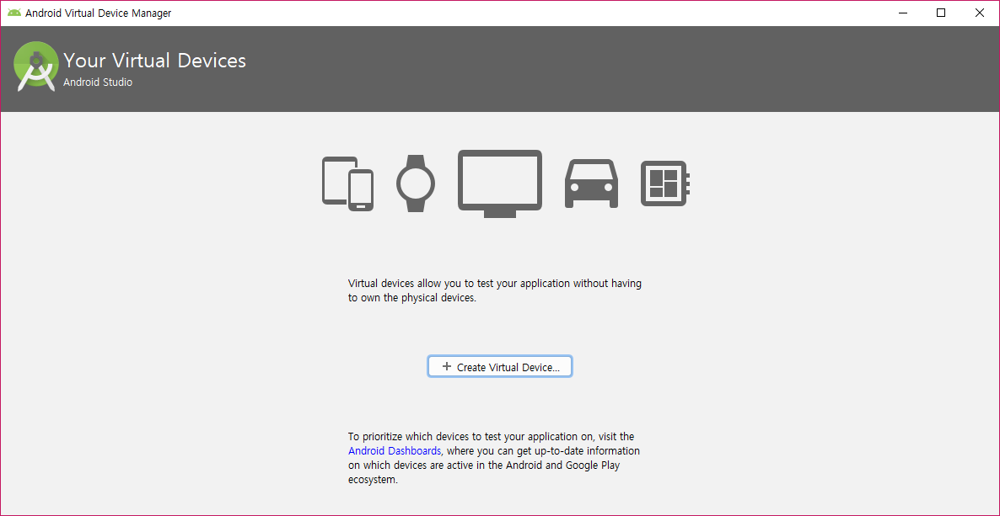 Android Virtual Device Manager
Your Virtual Devices
Android Studio
Virtual devices allow you to test your application without having
to own the physical devices.
+ Create Virtual Device...
To prioritize which devices to test your application on, visit the
Android Dashboards, where you can get up-to-date information
on which devices are active in the Android and Google Play
ecosystem.